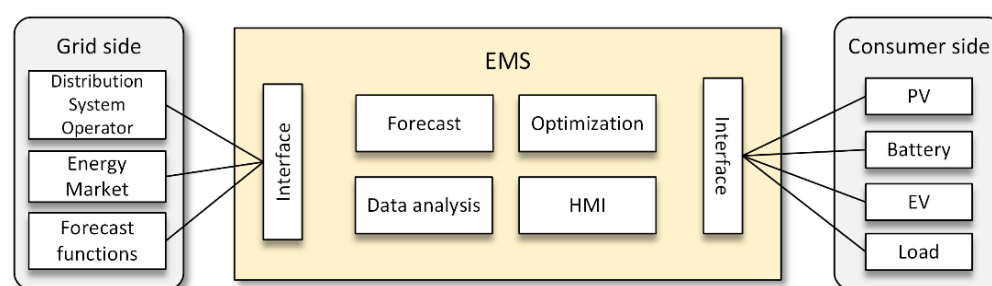 Grid side
Distribution
System
Operator
Energy
Market
Forecast
functions
EMS
Interface
Forecast
Optimization
Data analysis
HMI
Interface
Consumer side
PV
Battery
EV
Load